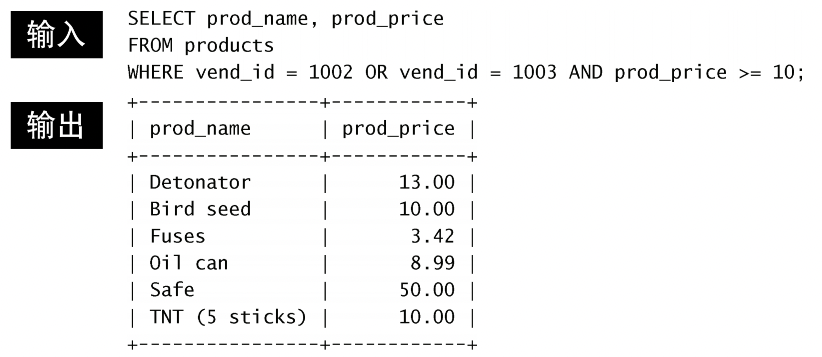 输入
SELECT prod_name, prod_price
FROM products
WHERE vend_id = 1002 OR vend_id = 1003 AND prod_price >= 10;
输出
+----------------+------------+
| prod_name      | prod_price |
+----------------+------------+
| Detonator      |      13.00 |
| Bird seed      |      10.00 |
| Fuses          |       3.42 |
| Oil can        |       8.99 |
| Safe           |      50.00 |
| TNT (5 sticks) |      10.00 |
+----------------+------------+